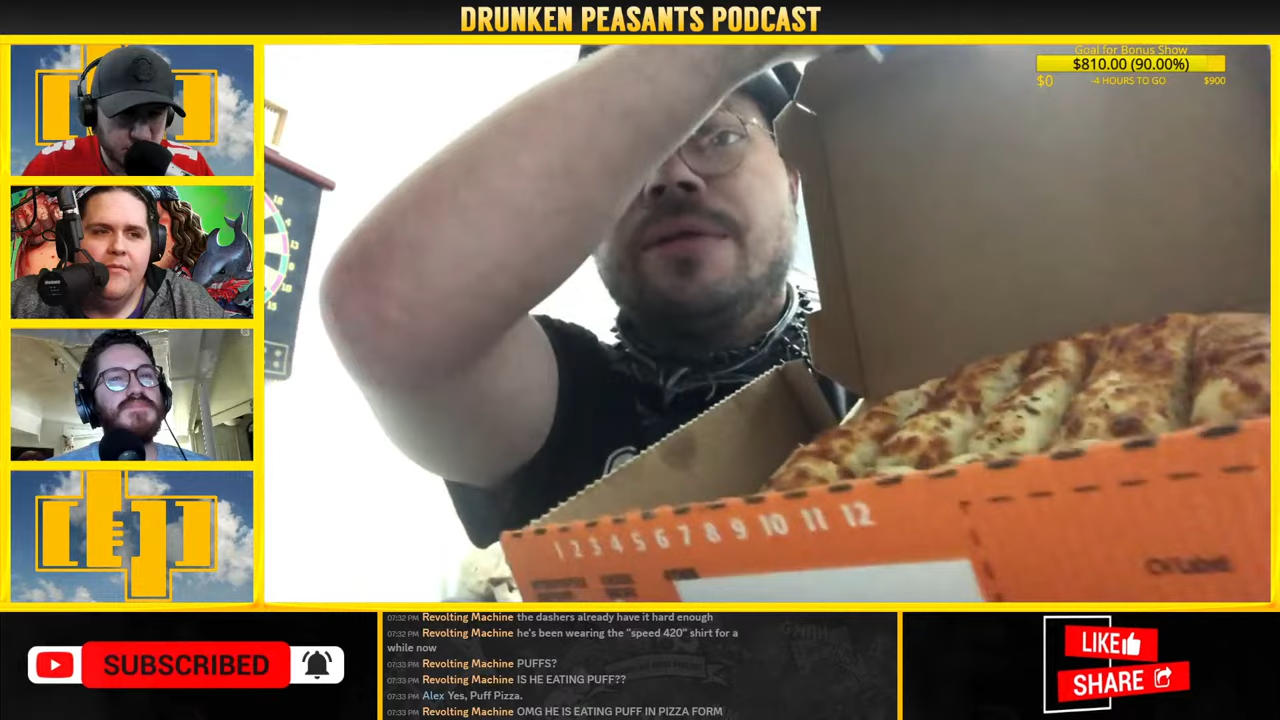 DRUNKEN PEASANTS PODCAST
Goal for Bonus Show
$810.00 (90.00%)
$0 -4 HOURS TO GO $900
1 2 3 4 5 6 7 8 9 10 11 12
SUBSCRIBED
07:32 PM Revolting Machine the dashers already have it hard enough
07:32 PM Revolting Machine he's been wearing the "speed 420" shirt for a
while now
07:33 PM Revolting Machine PUFFS?
07:33 PM Revolting Machine IS HE EATING PUFF??
07:33 PM Alex Yes, Puff Pizza.
07:33 PM Revolting Machine OMG HE IS EATING PUFF IN PIZZA FORM
LIKE
SHARE